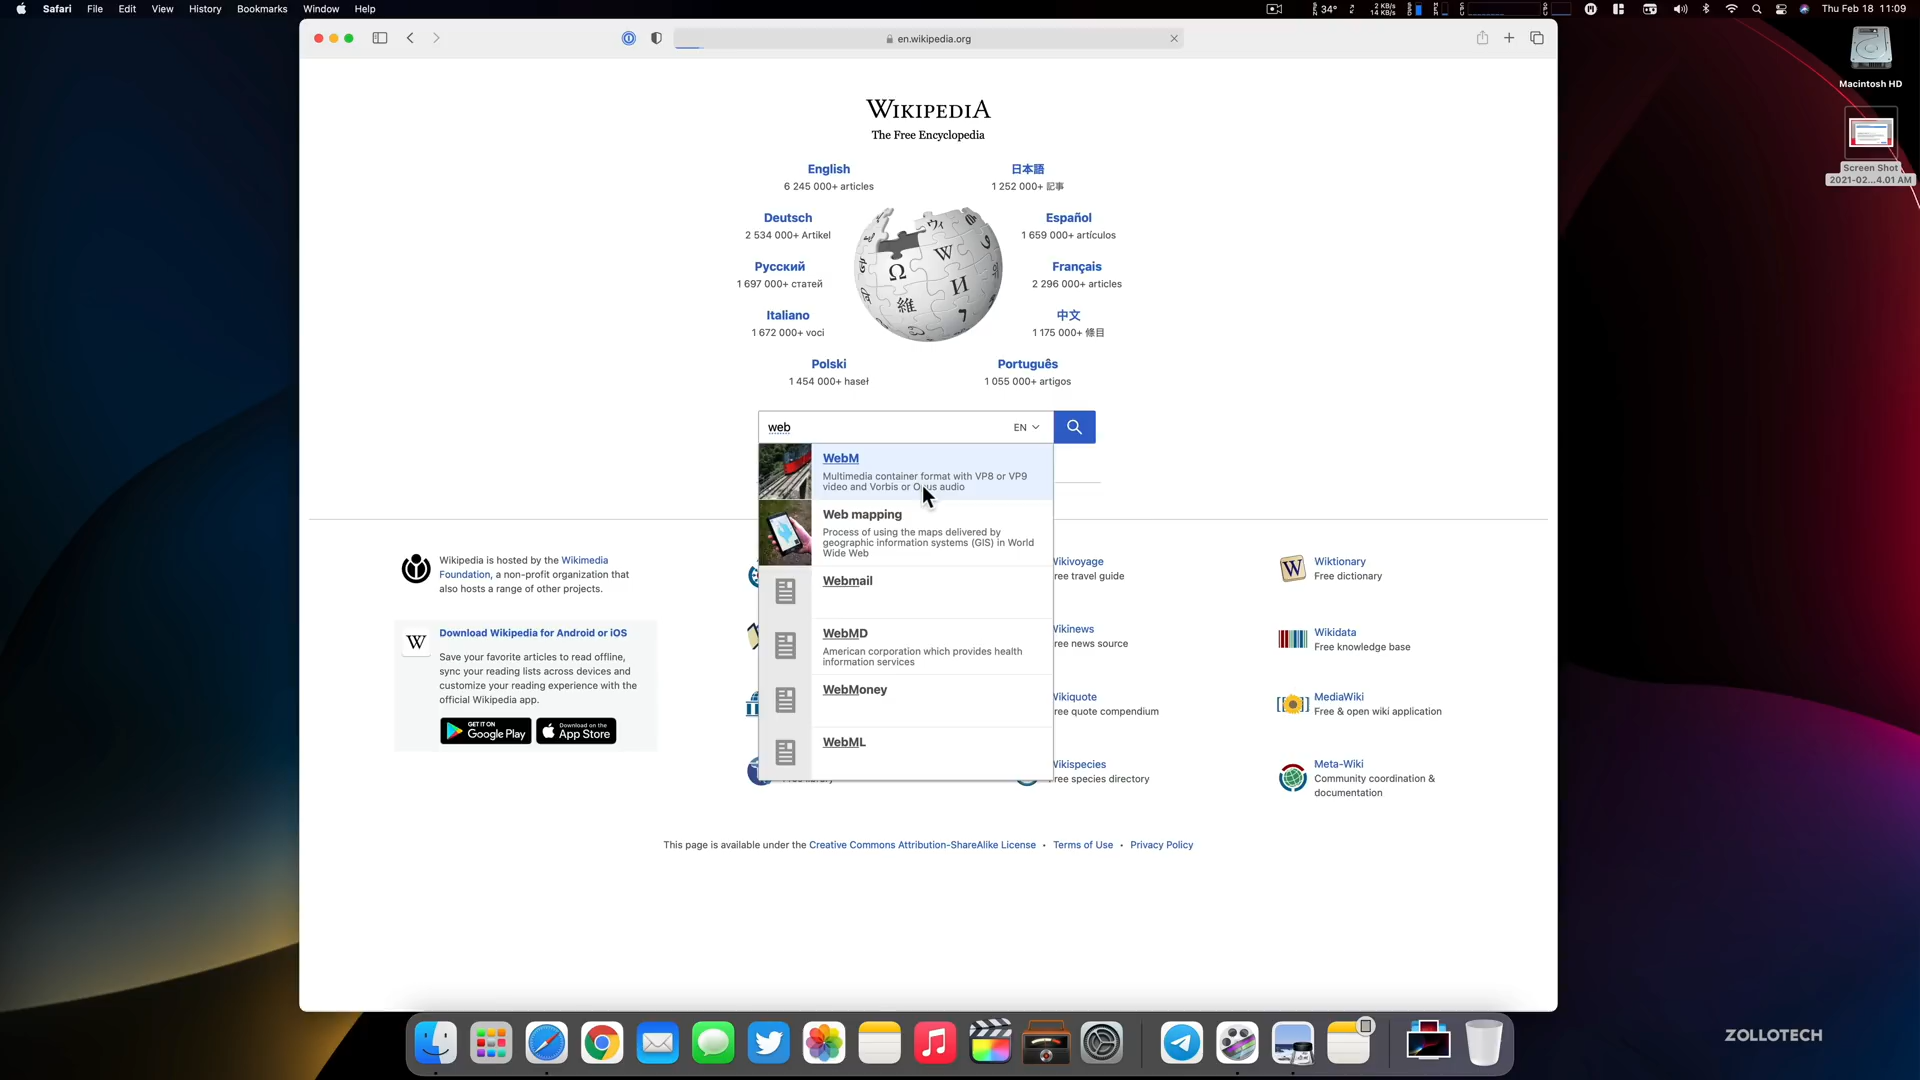 Safari File Edit View History Bookmarks Window Help
34° 2 KB/s 14 KB/s Thu Feb 18 11:09
en.wikipedia.org
Macintosh HD
Screen Shot
2021-02...4.01 AM
WIKIPEDIA
The Free Encyclopedia
English
6 245 000+ articles
日本語
1 252 000+ 記事
Deutsch
2 534 000+ Artikel
Español
1 659 000+ artículos
Русский
1 697 000+ статей
Français
2 296 000+ articles
Italiano
1 672 000+ voci
中文
1 175 000+ 條目
Polski
1 454 000+ haseł
Português
1 055 000+ artigos
web EN
WebM
Multimedia container format with VP8 or VP9
video and Vorbis or Opus audio
Web mapping
Process of using the maps delivered by
geographic information systems (GIS) in World
Wide Web
Webmail
WebMD
American corporation which provides health
information services
WebMoney
WebML
Wikipedia is hosted by the Wikimedia
Foundation, a non-profit organization that
also hosts a range of other projects.
Download Wikipedia for Android or iOS
Save your favorite articles to read offline,
sync your reading lists across devices and
customize your reading experience with the
official Wikipedia app.
GET IT ON
Google Play
Download on the
App Store
Wikivoyage
Free travel guide
Wiktionary
Free dictionary
Wikinews
Free news source
Wikidata
Free knowledge base
Wikiquote
Free quote compendium
MediaWiki
Free & open wiki application
Wikispecies
Free species directory
Meta-Wiki
Community coordination &
documentation
This page is available under the Creative Commons Attribution-ShareAlike License • Terms of Use • Privacy Policy
ZOLLOTECH